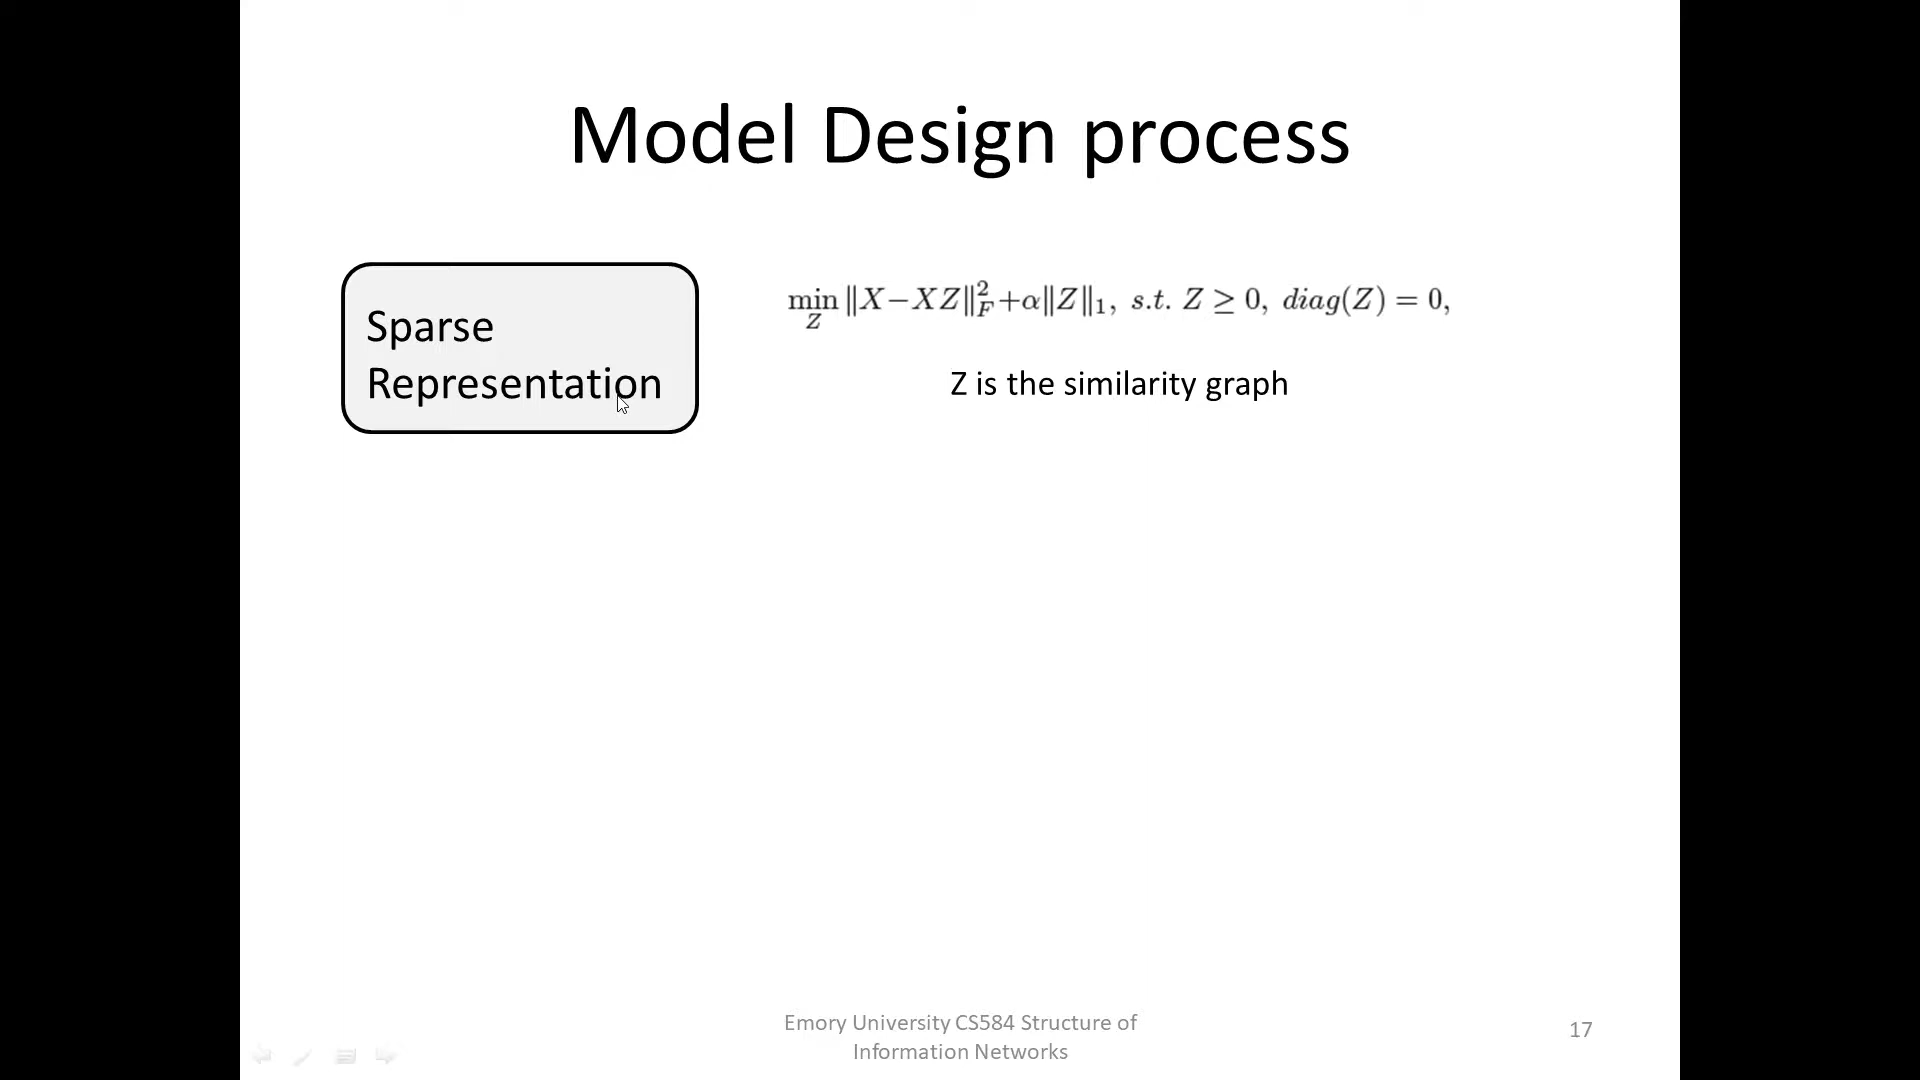 Model Design process
Sparse
Representation
min_Z ‖X−XZ‖²_F+α‖Z‖₁, s.t. Z ≥ 0, diag(Z) = 0,
Z is the similarity graph
Emory University CS584 Structure of
Information Networks
17